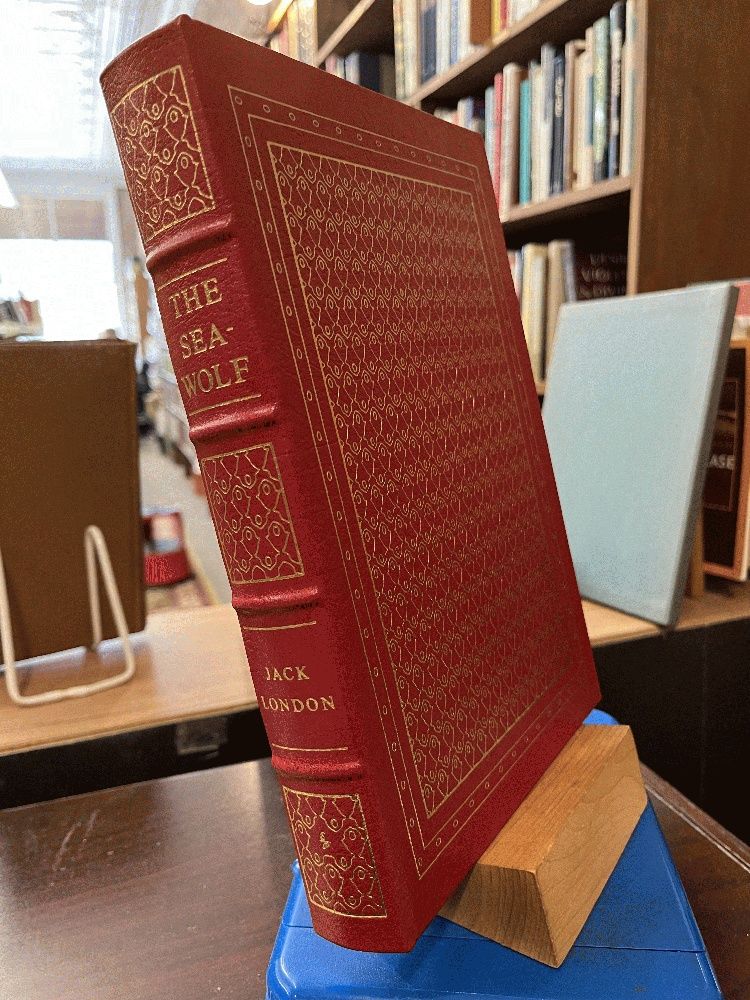 THE
SEA-
WOLF
JACK
LONDON